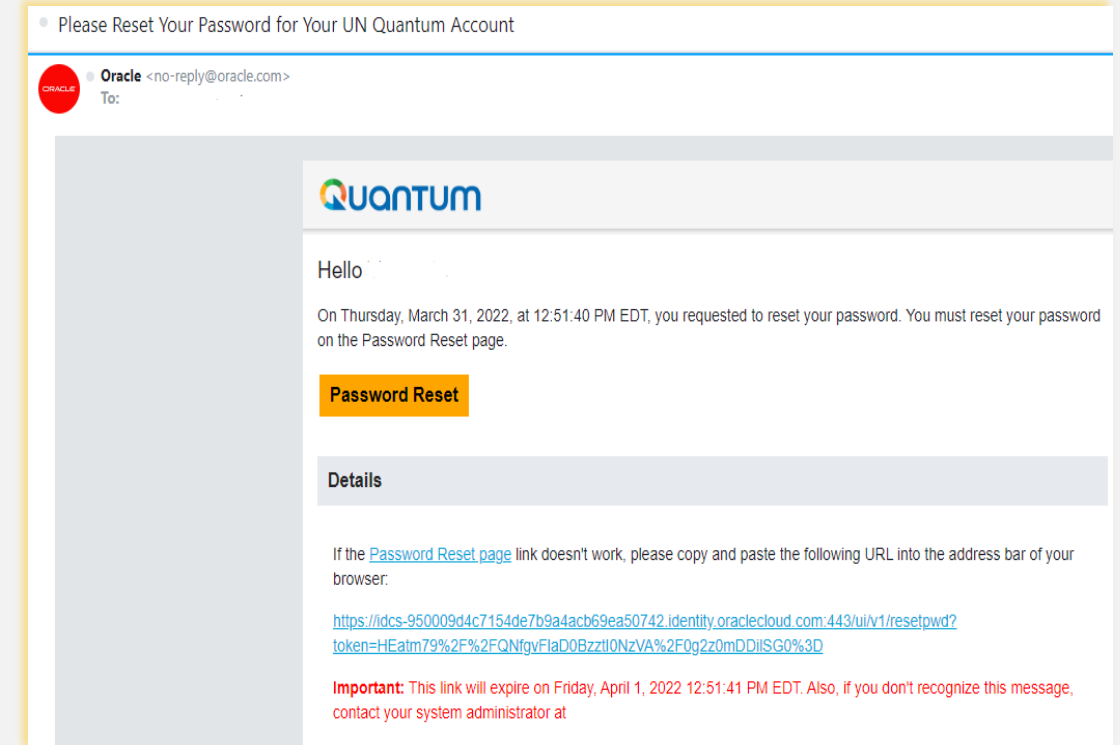 Please Reset Your Password for Your UN Quantum Account
ORACLE
Oracle <no-reply@oracle.com>
To:
Quantum
Hello
On Thursday, March 31, 2022, at 12:51:40 PM EDT, you requested to reset your password. You must reset your password
on the Password Reset page.
Password Reset
Details
If the Password Reset page link doesn't work, please copy and paste the following URL into the address bar of your
browser:
https://idcs-950009d4c7154de7b9a4acb69ea50742.identity.oraclecloud.com:443/ui/v1/resetpwd?
token=HEatm79%2F%2FQNfgvFIaD0BzztI0NzVA%2F0g2z0mDDilSG0%3D
Important: This link will expire on Friday, April 1, 2022 12:51:41 PM EDT. Also, if you don't recognize this message,
contact your system administrator at